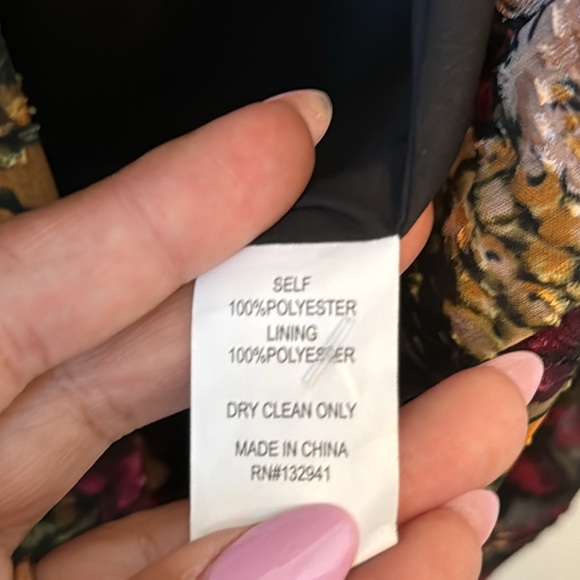 SELF
100%POLYESTER
LINING
100%POLYESTER
DRY CLEAN ONLY
MADE IN CHINA
RN#132941